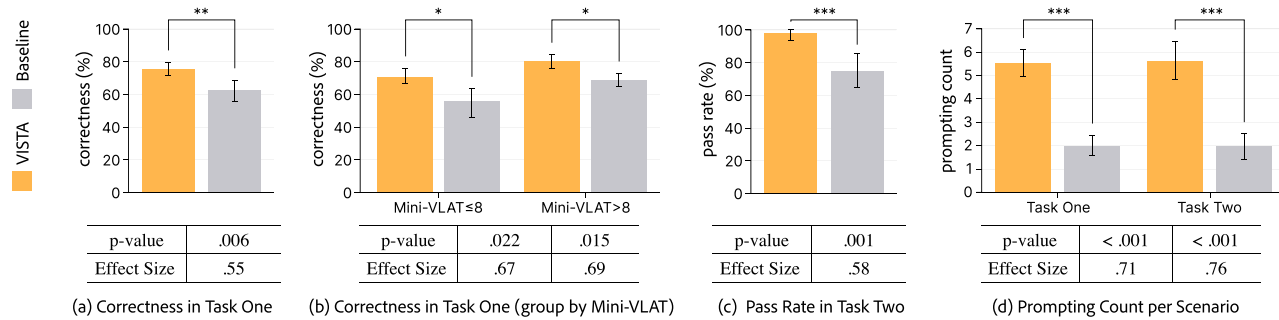 Baseline
VISTA
**
correctness (%)
100
80
60
40
20
0
p-value .006
Effect Size .55
(a) Correctness in Task One
* *
correctness (%)
100
80
60
40
20
0
Mini-VLAT≤8 Mini-VLAT>8
p-value .022 .015
Effect Size .67 .69
(b) Correctness in Task One (group by Mini-VLAT)
***
pass rate (%)
100
80
60
40
20
0
p-value .001
Effect Size .58
(c) Pass Rate in Task Two
*** ***
prompting count
7
6
5
4
3
2
1
0
Task One Task Two
p-value < .001 < .001
Effect Size .71 .76
(d) Prompting Count per Scenario